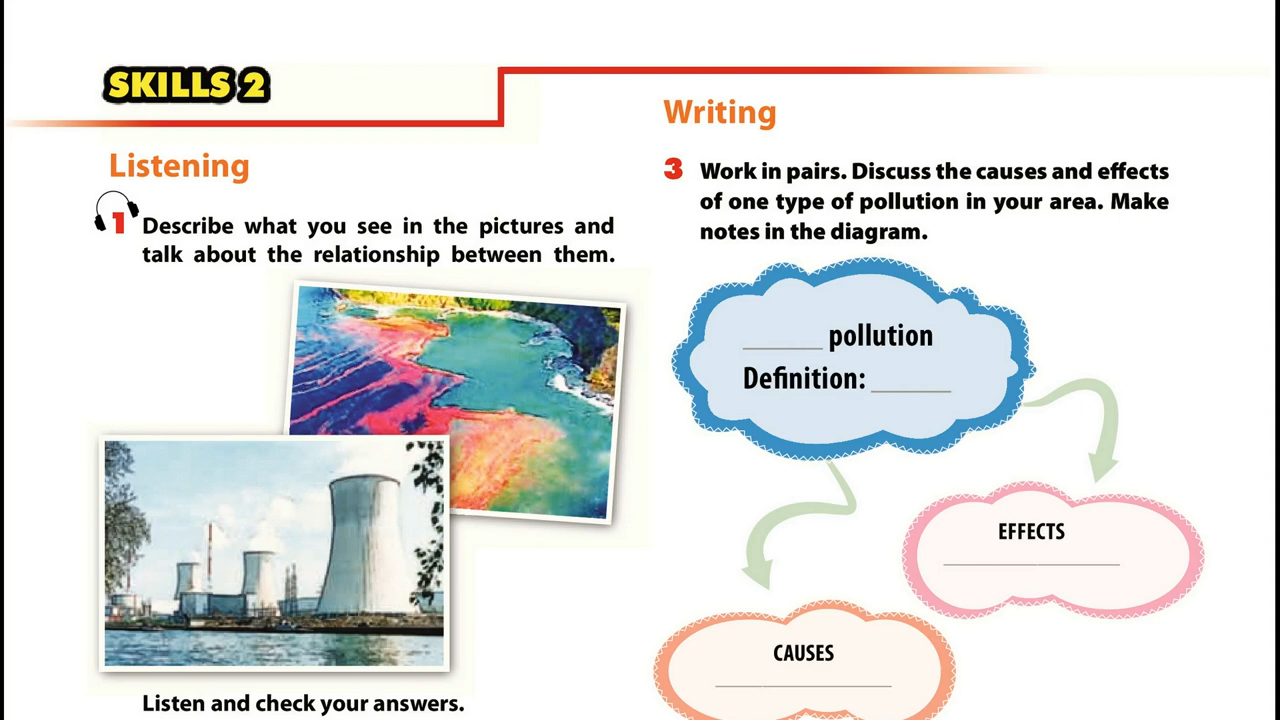 SKILLS 2
Listening
1 Describe what you see in the pictures and
talk about the relationship between them.
Listen and check your answers.
Writing
3 Work in pairs. Discuss the causes and effects
of one type of pollution in your area. Make
notes in the diagram.
______ pollution
Definition: ______
EFFECTS
CAUSES